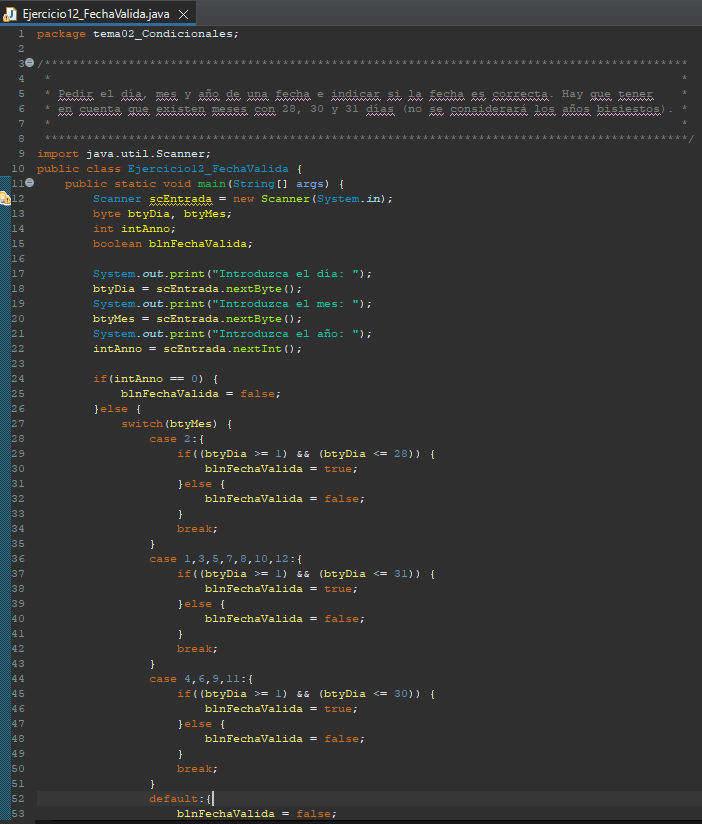 Ejercicio12_FechaValida.java
1 package tema02_Condicionales;
2
3 /*******************************************************************************************
4 * *
5 * Pedir el día, mes y año de una fecha e indicar si la fecha es correcta. Hay que tener *
6 * en cuenta que existen meses con 28, 30 y 31 días (no se considerará los años bisiestos). *
7 * *
8 *******************************************************************************************/
9 import java.util.Scanner;
10 public class Ejercicio12_FechaValida {
11 public static void main(String[] args) {
12 Scanner scEntrada = new Scanner(System.in);
13 byte btyDia, btyMes;
14 int intAnno;
15 boolean blnFechaValida;
16
17 System.out.print("Introduzca el día: ");
18 btyDia = scEntrada.nextByte();
19 System.out.print("Introduzca el mes: ");
20 btyMes = scEntrada.nextByte();
21 System.out.print("Introduzca el año: ");
22 intAnno = scEntrada.nextInt();
23
24 if(intAnno == 0) {
25 blnFechaValida = false;
26 }else {
27 switch(btyMes) {
28 case 2:{
29 if((btyDia >= 1) && (btyDia <= 28)) {
30 blnFechaValida = true;
31 }else {
32 blnFechaValida = false;
33 }
34 break;
35 }
36 case 1,3,5,7,8,10,12:{
37 if((btyDia >= 1) && (btyDia <= 31)) {
38 blnFechaValida = true;
39 }else {
40 blnFechaValida = false;
41 }
42 break;
43 }
44 case 4,6,9,11:{
45 if((btyDia >= 1) && (btyDia <= 30)) {
46 blnFechaValida = true;
47 }else {
48 blnFechaValida = false;
49 }
50 break;
51 }
52 default:{
53 blnFechaValida = false;